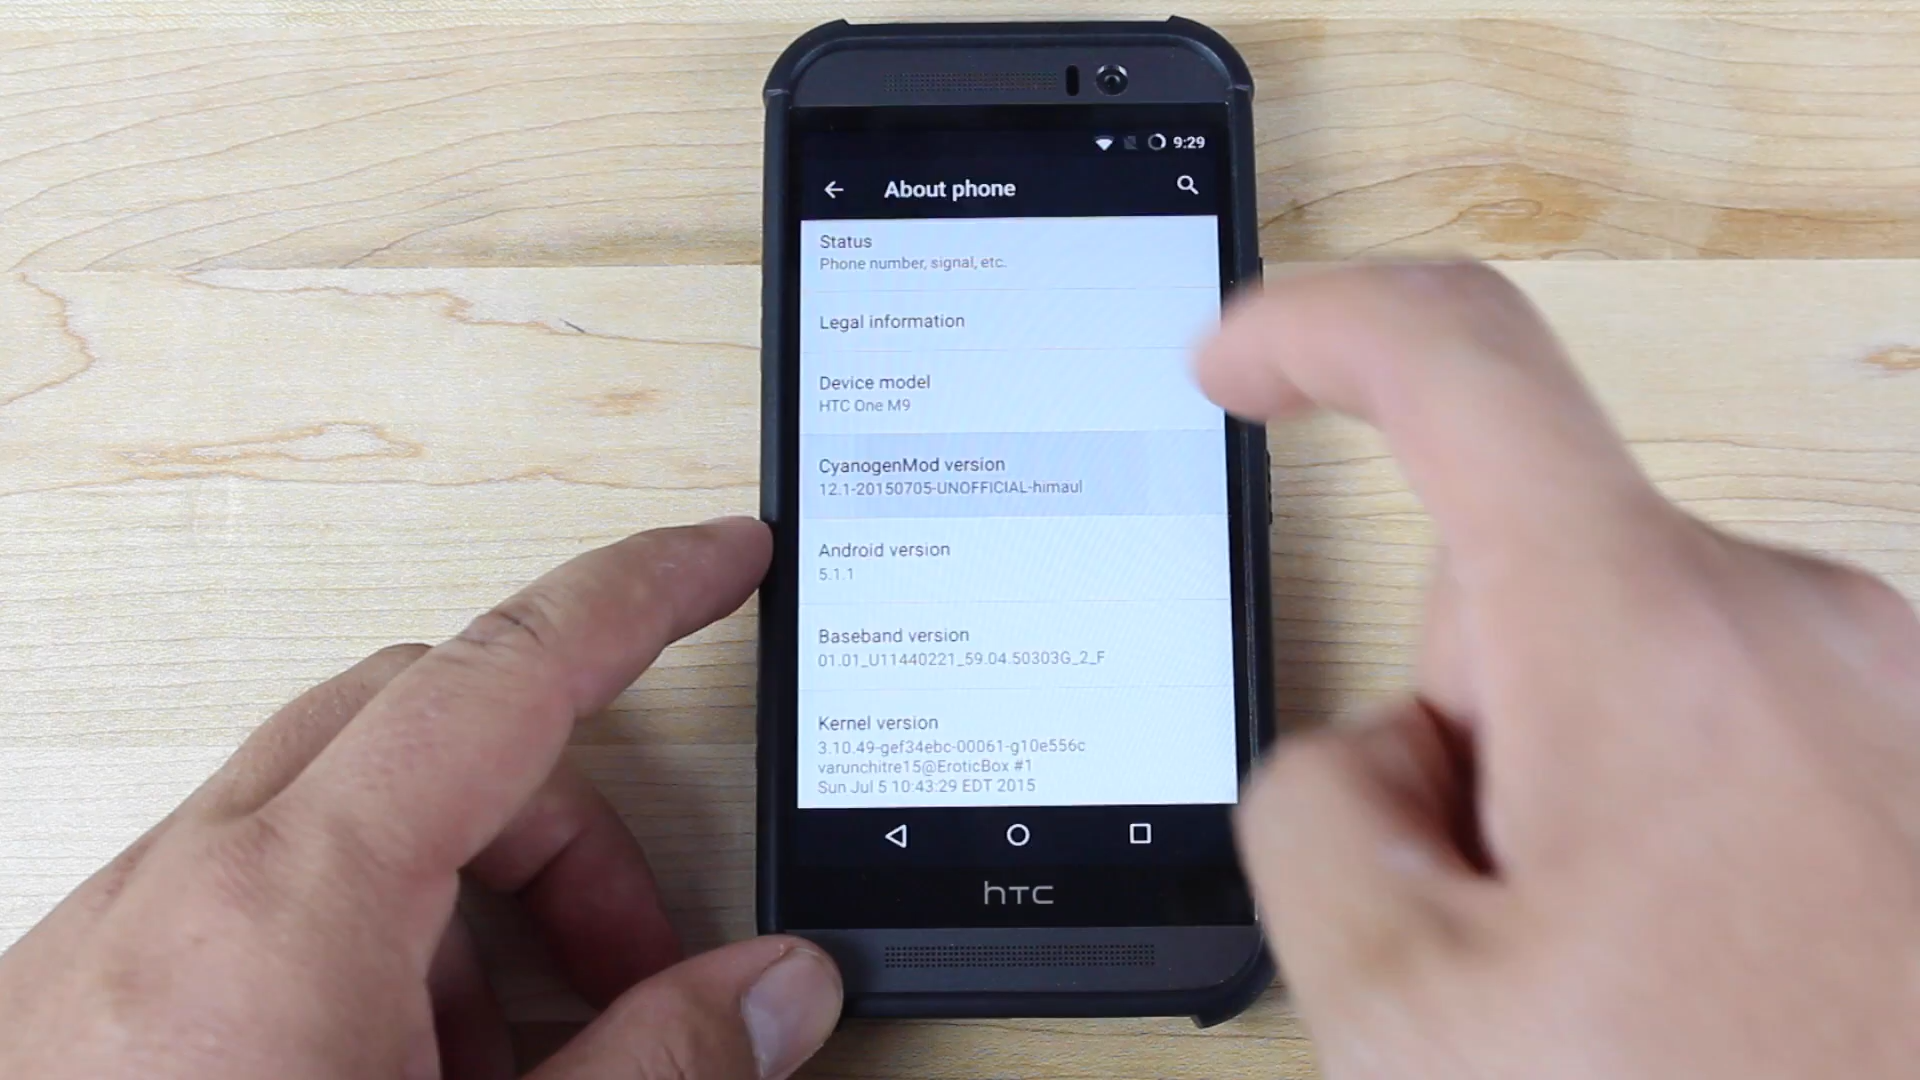 9:29
About phone
Status
Phone number, signal, etc.
Legal information
Device model
HTC One M9
CyanogenMod version
12.1-20150705-UNOFFICIAL-himaul
Android version
5.1.1
Baseband version
01.01_U11440221_59.04.50303G_2_F
Kernel version
3.10.49-gef34ebc-00061-g10e556c
varunchitre15@EroticBox #1
Sun Jul 5 10:43:29 EDT 2015
hTC